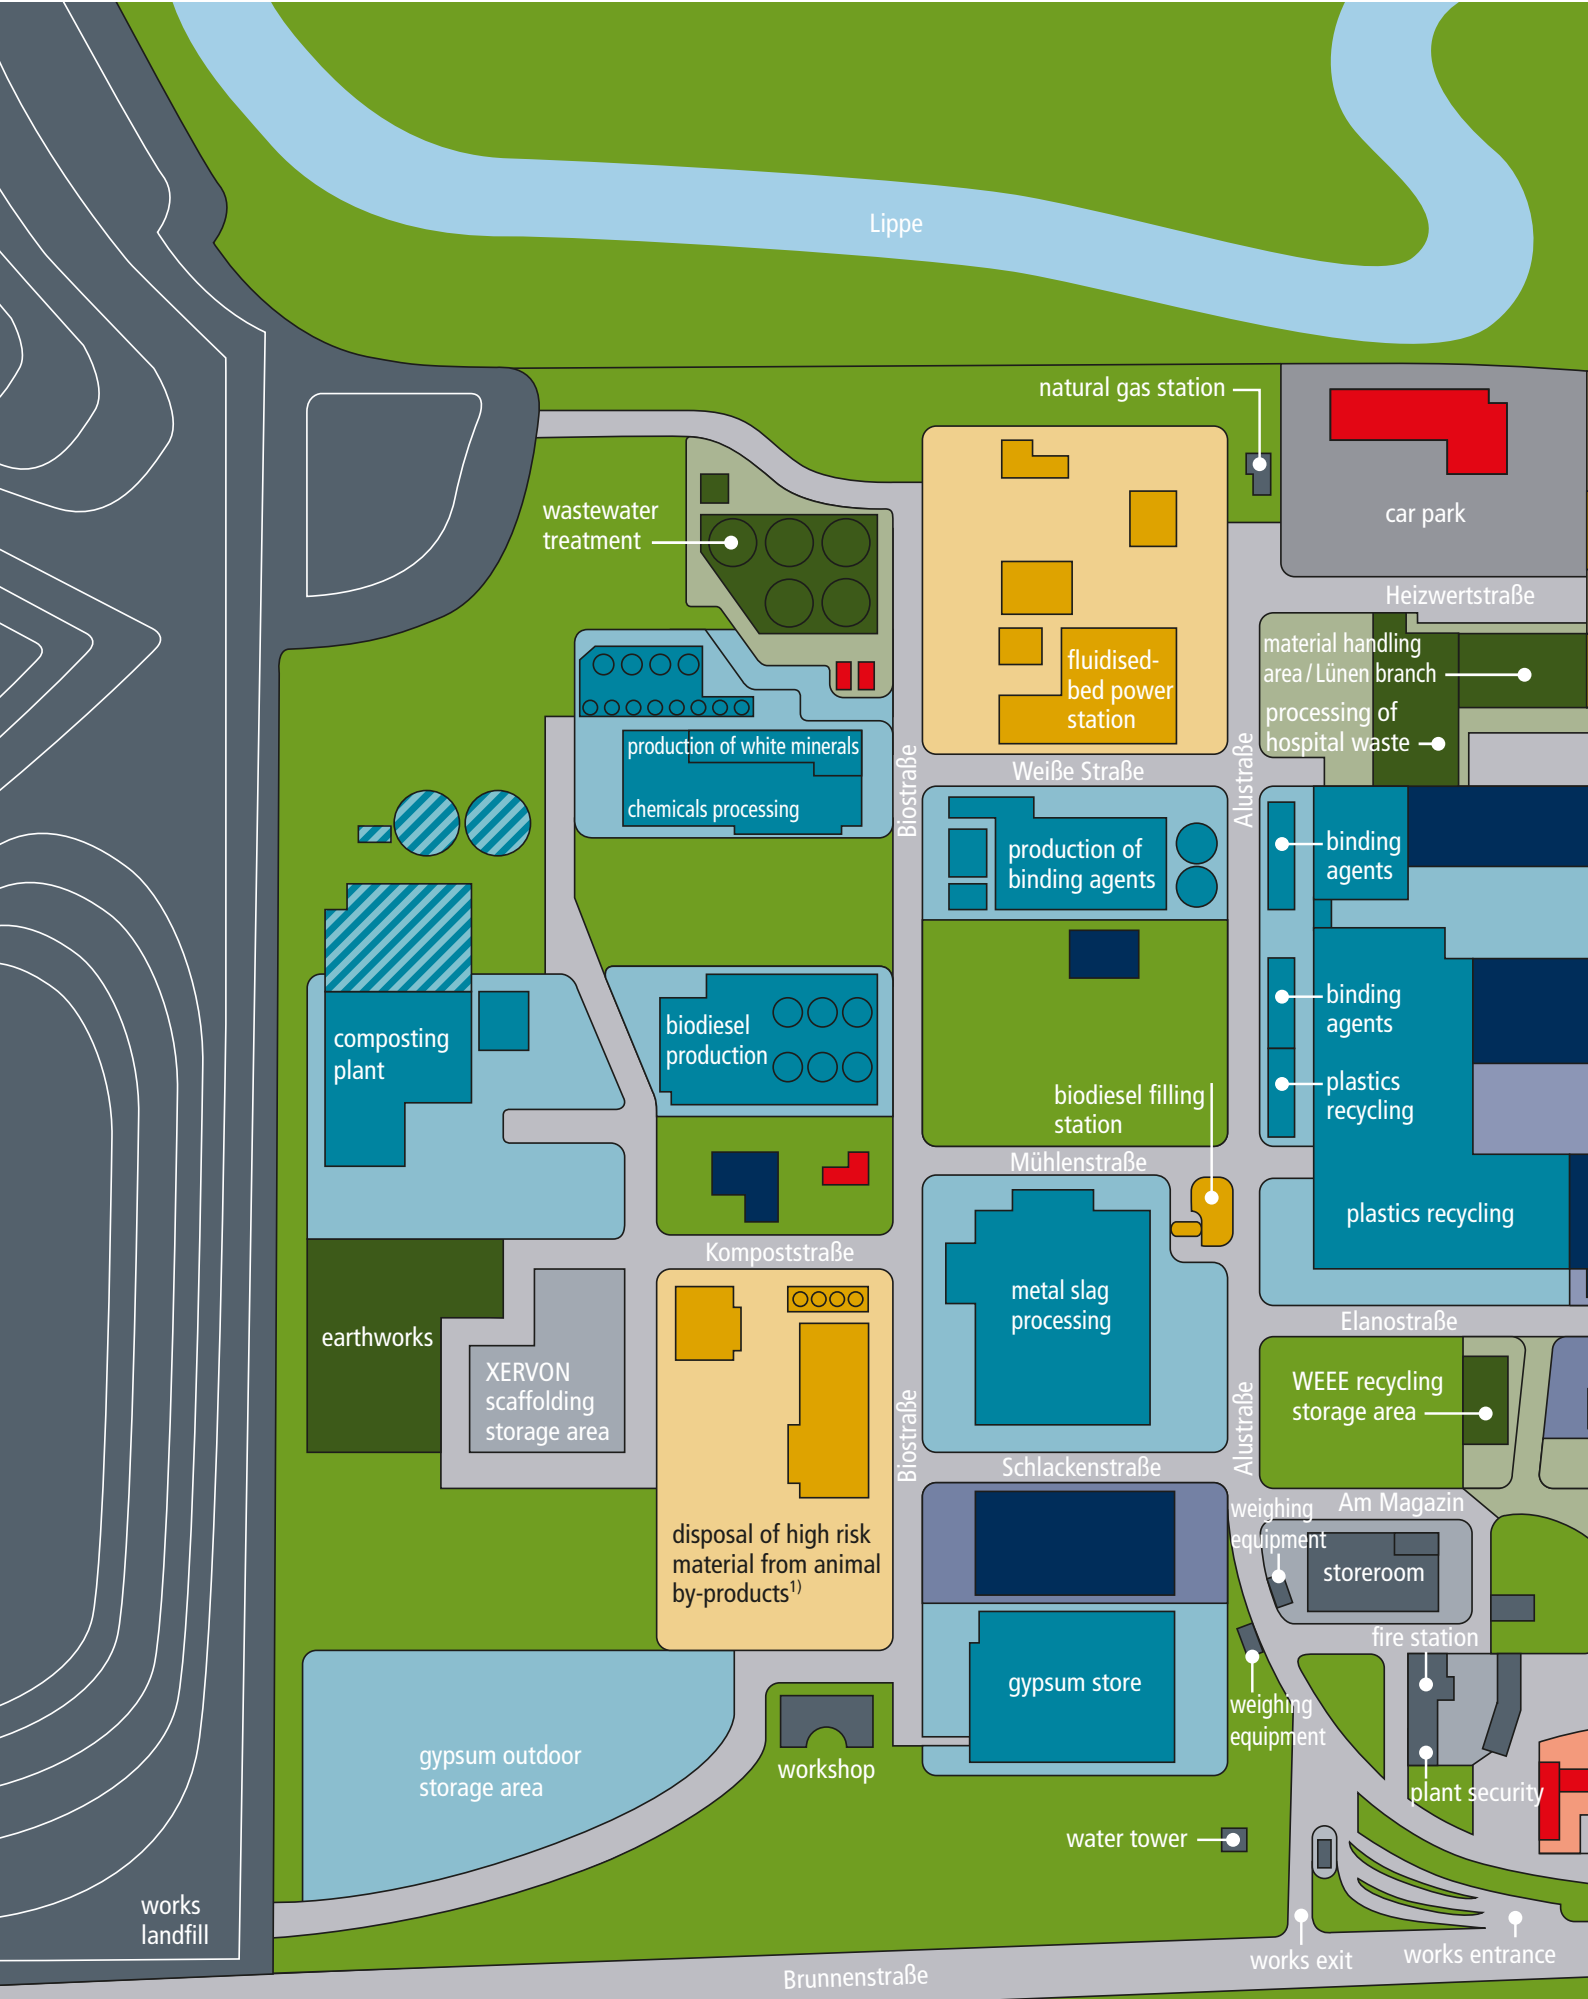 Lippe
natural gas station
car park
wastewater
treatment
Heizwertstraße
material handling
area / Lünen branch
processing of
hospital waste
fluidised-
bed power
station
production of white minerals
chemicals processing
Biostraße
Weiße Straße
Alustraße
production of
binding agents
binding
agents
binding
agents
plastics
recycling
composting
plant
biodiesel
production
biodiesel filling
station
Mühlenstraße
plastics recycling
Kompoststraße
metal slag
processing
Elanostraße
earthworks
XERVON
scaffolding
storage area
WEEE recycling
storage area
Biostraße
Alustraße
Schlackenstraße
Am Magazin
weighing
equipment
disposal of high risk
material from animal
by-products1)
storeroom
fire station
gypsum store
weighing
equipment
gypsum outdoor
storage area
workshop
plant security
water tower
works
landfill
works exit
works entrance
Brunnenstraße